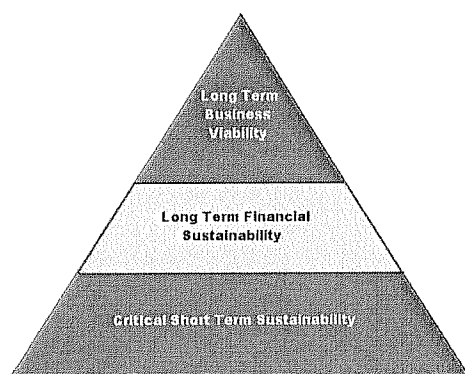 Long Term
Business
Viability
Long Term Financial
Sustainability
Critical Short Term Sustainability